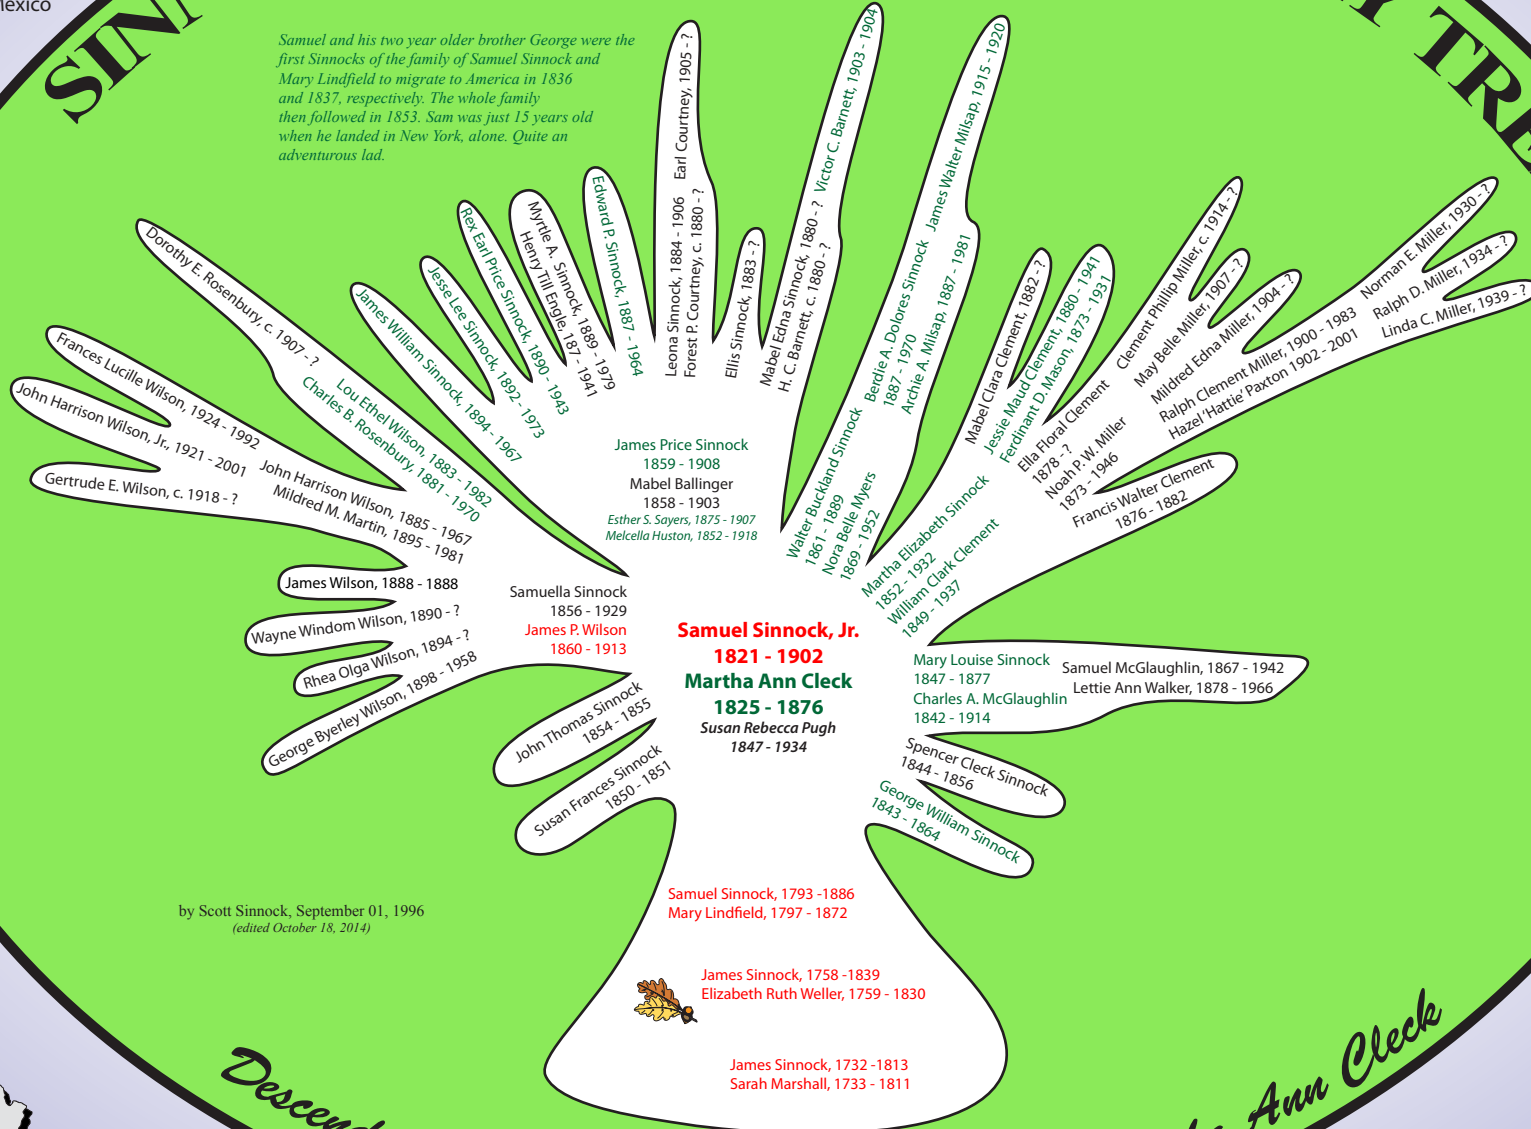 Mexico
SIN
Y TRE
Samuel and his two year older brother George were the
first Sinnocks of the family of Samuel Sinnock and
Mary Lindfield to migrate to America in 1836
and 1837, respectively. The whole family
then followed in 1853. Sam was just 15 years old
when he landed in New York, alone. Quite an
adventurous lad.
Gertrude E. Wilson, c. 1918 - ?
John Harrison Wilson, Jr., 1921 - 2001
Frances Lucille Wilson, 1924 - 1992
John Harrison Wilson, 1885 - 1967
Mildred M. Martin, 1895 - 1981
Dorothy E. Rosenbury, c. 1907 - ?
Lou Ethel Wilson, 1883 - 1982
Charles B. Rosenbury, 1881 - 1970
James William Sinnock, 1894 - 1967
Jesse Lee Sinnock, 1892 - 1973
Rex Earl Price Sinnock, 1890 - 1943
Myrtle A. Sinnock, 1889 - 1979
Henry Till Engle, 187 - 1941
Edward P. Sinnock, 1887 - 1964
Earl Courtney, 1905 - ?
Leona Sinnock, 1884 - 1906
Forest P. Courtney, c. 1880 - ?
Ellis Sinnock, 1883 - ?
Victor C. Barnett, 1903 - 1904
Mabel Edna Sinnock, 1880 - ?
H. C. Barnett, c. 1880 - ?
James Walter Milsap, 1915 - 1920
Berdie A. Dolores Sinnock
1887 - 1970
Archie A. Milsap, 1887 - 1981
Walter Buckland Sinnock
1861 - 1889
Nora Belle Myers
1869 - 1952
Mabel Clara Clement, 1882 - ?
Jessie Maud Clement, 1880 - 1941
Ferdinant D. Mason, 1873 - 1931
Clement Phillip Miller, c. 1914 - ?
May Belle Miller, 1907 - ?
Mildred Edna Miller, 1904 - ?
Ella Floral Clement
1878 - ?
Noah P. W. Miller
1873 - 1946
Norman E. Miller, 1930 - ?
Ralph D. Miller, 1934 - ?
Linda C. Miller, 1939 - ?
Ralph Clement Miller, 1900 - 1983
Hazel 'Hattie' Paxton 1902 - 2001
Francis Walter Clement
1876 - 1882
Martha Elizabeth Sinnock
1852 - 1932
William Clark Clement
1849 - 1937
James Price Sinnock
1859 - 1908
Mabel Ballinger
1858 - 1903
Esther S. Sayers, 1875 - 1907
Melcella Huston, 1852 - 1918
James Wilson, 1888 - 1888
Wayne Windom Wilson, 1890 - ?
Rhea Olga Wilson, 1894 - ?
George Byerley Wilson, 1898 - 1958
Samuella Sinnock
1856 - 1929
James P. Wilson
1860 - 1913
John Thomas Sinnock
1854 - 1855
Susan Frances Sinnock
1850 - 1851
Samuel Sinnock, Jr.
1821 - 1902
Martha Ann Cleck
1825 - 1876
Susan Rebecca Pugh
1847 - 1934
Mary Louise Sinnock
1847 - 1877
Charles A. McGlaughlin
1842 - 1914
Samuel McGlaughlin, 1867 - 1942
Lettie Ann Walker, 1878 - 1966
Spencer Cleck Sinnock
1844 - 1856
George William Sinnock
1843 - 1864
Samuel Sinnock, 1793 -1886
Mary Lindfield, 1797 - 1872
James Sinnock, 1758 -1839
Elizabeth Ruth Weller, 1759 - 1830
James Sinnock, 1732 -1813
Sarah Marshall, 1733 - 1811
by Scott Sinnock, September 01, 1996
(edited October 18, 2014)
Descend
Ann Cleck